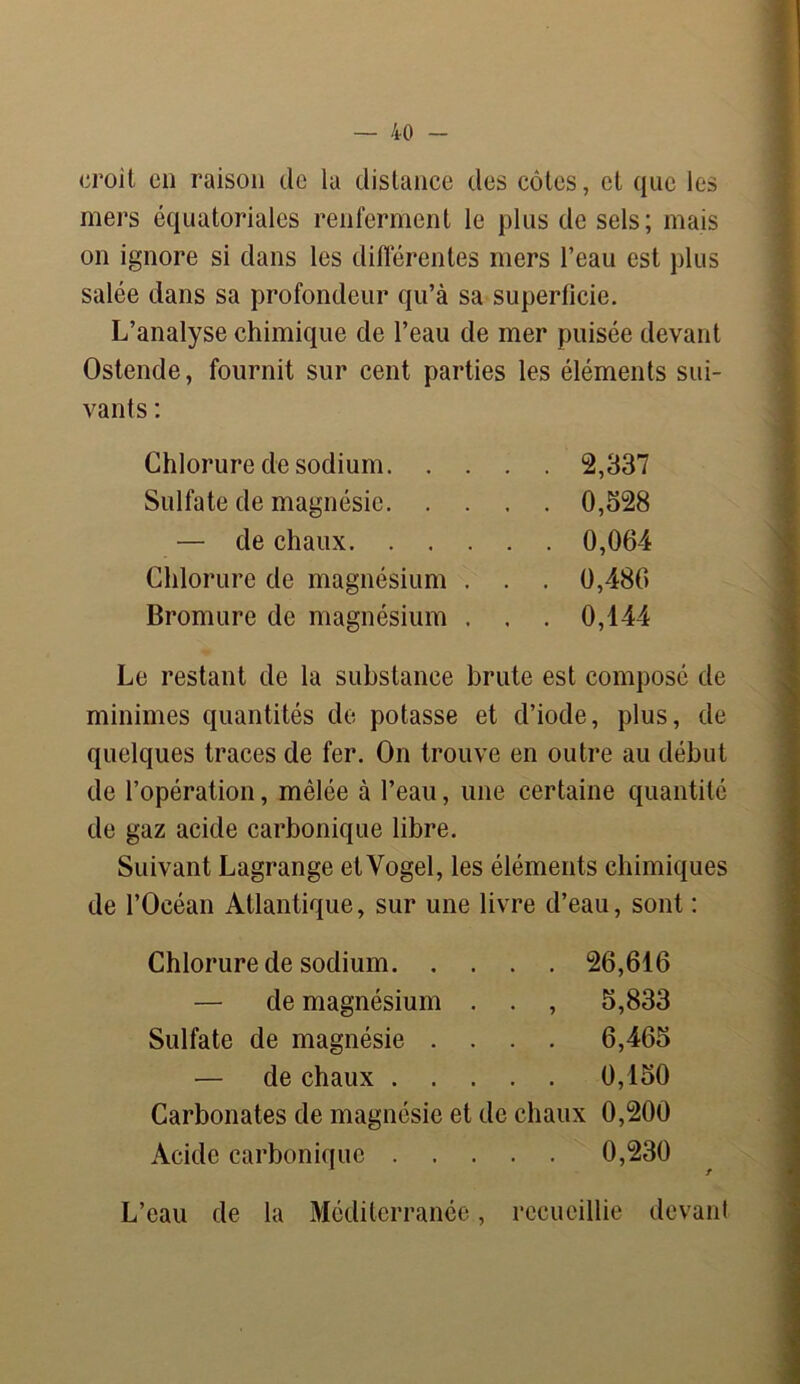 — 40 —
croît en raison de la distance des côtes, et que les
mers équatoriales renferment le plus de sels; mais
on ignore si dans les différentes mers l'eau est plus
salée dans sa profondeur qu'à sa superficie.
L'analyse chimique de l'eau de mer puisée devant
Ostende, fournit sur cent parties les éléments sui-
vants :
Chlorure de sodium. . . . . 2,337
Sulfate de magnésie. . . . . 0,528
— de chaux. . . . . . 0,064
Chlorure de magnésium . . . 0,486
Bromure de magnésium . . . 0,144
Le restant de la substance brute est composé de
minimes quantités de potasse et d'iode, plus, de
quelques traces de fer. On trouve en outre au début
de l'opération, mêlée à l'eau, une certaine quantité
de gaz acide carbonique libre.
Suivant Lagrange et Vogel, les éléments chimiques
de l'Océan Atlantique, sur une livre d'eau, sont :
Chlorure de sodium. . . . . 26,616
— de magnésium . . , 5,833
Sulfate de magnésie . . . . 6,465
— de chaux . . . . . 0,150
Carbonates de magnésie et de chaux 0,200
Acide carbonique . . . . . 0,230
L'eau de la Méditerranée, recueillie devant